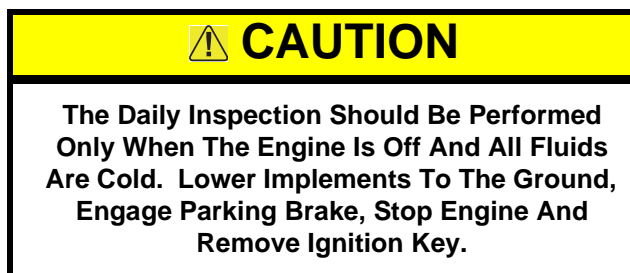 CAUTION
The Daily Inspection Should Be Performed
Only When The Engine Is Off And All Fluids
Are Cold.  Lower Implements To The Ground,
Engage Parking Brake, Stop Engine And
Remove Ignition Key.